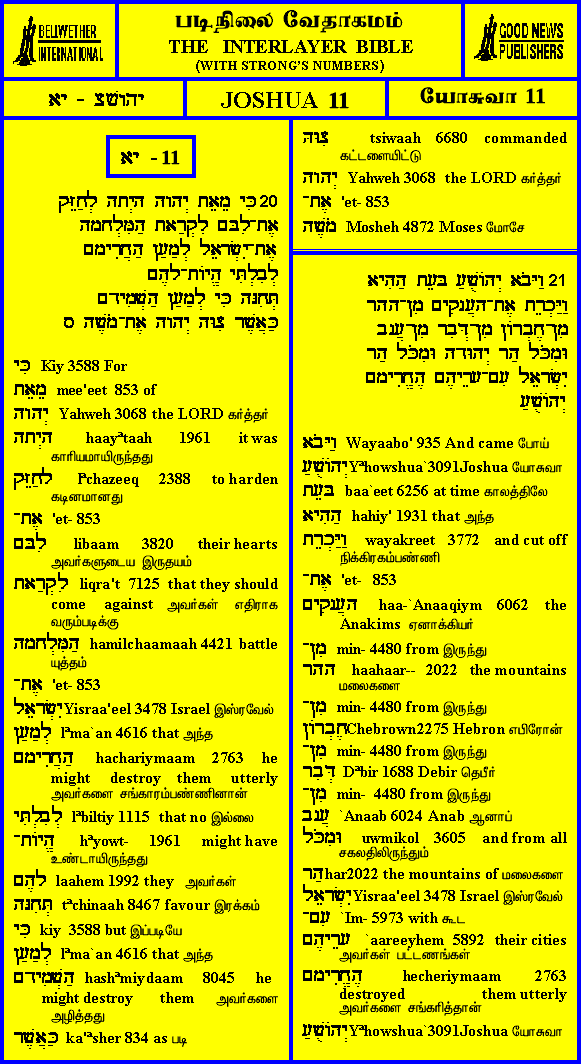 BELLWETHER
INTERNATIONAL
படிநிலை வேதாகமம்
THE INTERLAYER BIBLE
(WITH STRONG'S NUMBERS)
GOOD NEWS
PUBLISHERS
יהושצ - יא
JOSHUA 11
யோசுவா 11
יא - 11
20 כִּי מֵאֵת יְהוָה הָיְתָה לְחַזֵּק
אֶת־לִבָּם לִקְרַאת הַמִּלְחָמָה
אֶת־יִשְׂרָאֵל לְמַעַן הַחֲרִימָם
לְבִלְתִּי הֱיוֹת־לָהֶם
תְּחִנָּה כִּי לְמַעַן הַשְׁמִידָם
כַּאֲשֶׁר צִוָּה יְהוָה אֶת־מֹשֶׁה ס
כִּי Kiy 3588 For
מֵאֵת mee'eet 853 of
יְהוָה Yahweh 3068 the LORD கர்த்தர்
הָיְתָה haayªtaah 1961 it was
காரியமாயிருந்தது
לְחַזֵּק lªchazeeq 2388 to harden
கடினமானது
אֶת־ 'et- 853
לִבָּם libaam 3820 their hearts
அவர்களுடைய இருதயம்
לִקְרַאת liqra't 7125 that they should
come against அவர்கள் எதிராக
வரும்படிக்கு
הַמִּלְחָמָה hamilchaamaah 4421 battle
யுத்தம்
אֶת־ 'et- 853
יִשְׂרָאֵל Yisraa'eel 3478 Israel இஸ்ரவேல்
לְמַעַן lªma`an 4616 that அந்த
הַחֲרִימָם hachariymaam 2763 he
might destroy them utterly
அவர்களை சங்காரம்பண்ணினான்
לְבִלְתִּי lªbiltiy 1115 that no இல்லை
הֱיוֹת־ hªyowt- 1961 might have
உண்டாயிருந்தது
לָהֶם laahem 1992 they அவர்கள்
תְּחִנָּה tªchinaah 8467 favour இரக்கம்
כִּי kiy 3588 but இப்படியே
לְמַעַן lªma`an 4616 that அந்த
הַשְׁמִידָם hashªmiydaam 8045 he
might destroy them அவர்களை
அழித்தது
כַּאֲשֶׁר ka'ªsher 834 as படி
צִוָּה tsiwaah 6680 commanded
கட்டளையிட்டு
יְהוָה Yahweh 3068 the LORD கர்த்தர்
אֶת־ 'et- 853
מֹשֶׁה Mosheh 4872 Moses மோசே
21 וַיָּבֹא יְהוֹשֻׁעַ בָּעֵת הַהִיא
וַיַּכְרֵת אֶת־הָעֲנָקִים מִן־הָהָר
מִן־חֶבְרוֹן מִן־דְּבִר מִן־עֲנָב
וּמִכֹּל הַר יְהוּדָה וּמִכֹּל הַר
יִשְׂרָאֵל עִם־עָרֵיהֶם הֶחֱרִימָם
יְהוֹשֻׁעַ
וַיָּבֹא Wayaabo' 935 And came போய்
יְהוֹשֻׁעַ Yªhowshua`3091Joshua யோசுவா
בָּעֵת baa`eet 6256 at time காலத்திலே
הַהִיא hahiy' 1931 that அந்த
וַיַּכְרֵת wayakreet 3772 and cut off
நிக்கிரகம்பண்ணி
אֶת־ 'et- 853
הָעֲנָקִים haa-`Anaaqiym 6062 the
Anakims ஏனாக்கியர்
מִן־ min- 4480 from இருந்து
הָהָר haahaar-- 2022 the mountains
மலைகளை
מִן־ min- 4480 from இருந்து
חֶבְרוֹן Chebrown2275 Hebron எபிரோன்
מִן־ min- 4480 from இருந்து
דְּבִר Dªbir 1688 Debir தெபீர்
מִן־ min- 4480 from இருந்து
עֲנָב `Anaab 6024 Anab ஆனாப்
וּמִכֹּל uwmikol 3605 and from all
சகலதிலிருந்தும்
הַר har2022 the mountains of மலைகளை
יִשְׂרָאֵל Yisraa'eel 3478 Israel இஸ்ரவேல்
עִם־ `Im- 5973 with கூட
עָרֵיהֶם `aareeyhem 5892 their cities
அவர்கள் பட்டணங்கள்
הֶחֱרִימָם hecheriymaam 2763
destroyed them utterly
அவர்களை சங்கரித்தான்
יְהוֹשֻׁעַ Yªhowshua`3091Joshua யோசுவா